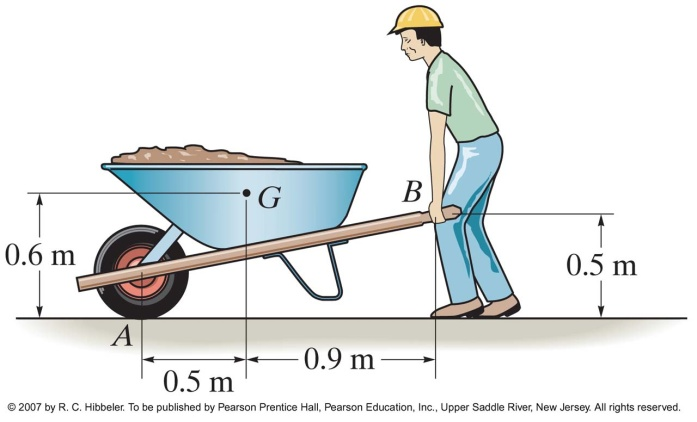 B
G
0.6 m
0.5 m
A
0.9 m
0.5 m
© 2007 by R. C. Hibbeler. To be published by Pearson Prentice Hall, Pearson Education, Inc., Upper Saddle River, New Jersey. All rights reserved.